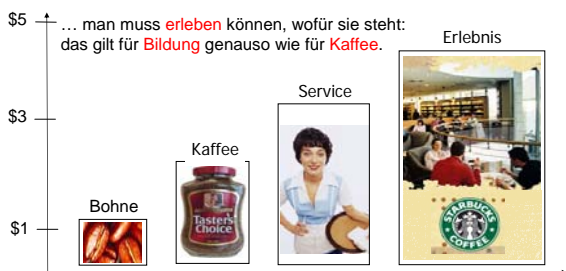 $5
… man muss erleben können, wofür sie steht:
das gilt für Bildung genauso wie für Kaffee.
Erlebnis
Service
$3
Kaffee
Taster's
Choice
Bohne
$1
STARBUCKS
COFFEE